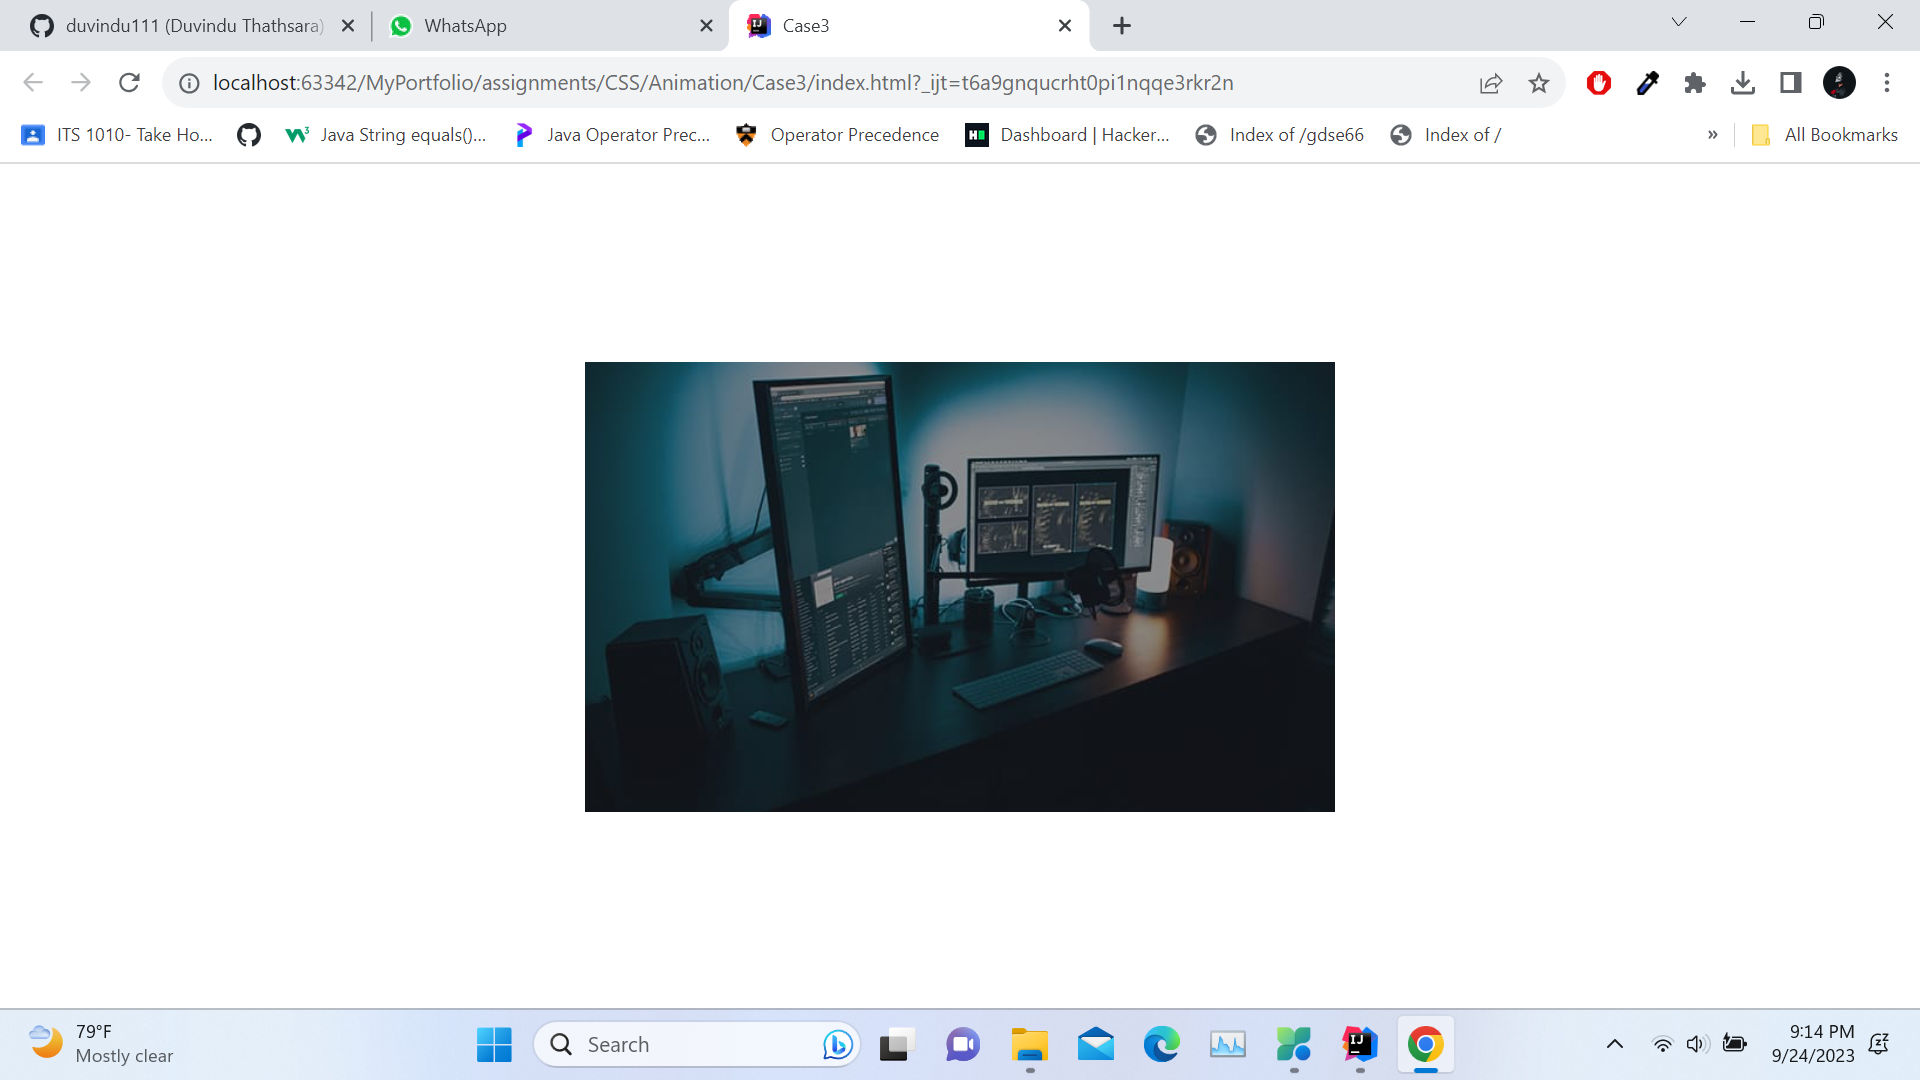 duvindu111 (Duvindu Thathsara)
WhatsApp
Case3
localhost:63342/MyPortfolio/assignments/CSS/Animation/Case3/index.html?_ijt=t6a9gnqucrht0pi1nqqe3rkr2n
ITS 1010- Take Ho...
Java String equals()...
Java Operator Prec...
Operator Precedence
Dashboard | Hacker...
Index of /gdse66
Index of /
»
All Bookmarks
79°F
Mostly clear
Search
9:14 PM
9/24/2023